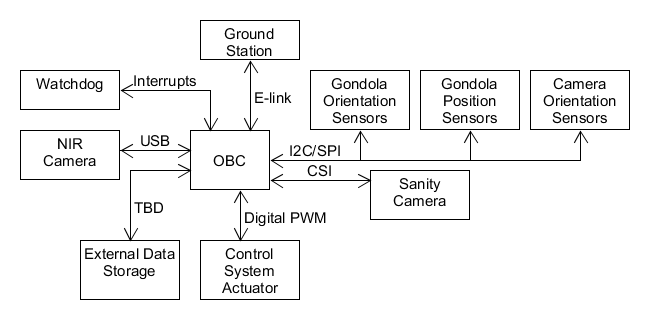 Ground
Station
Watchdog
Interrupts
E-link
Gondola
Orientation
Sensors
Gondola
Position
Sensors
Camera
Orientation
Sensors
NIR
Camera
USB
OBC
I2C/SPI
CSI
Sanity
Camera
TBD
Digital PWM
External Data
Storage
Control
System
Actuator